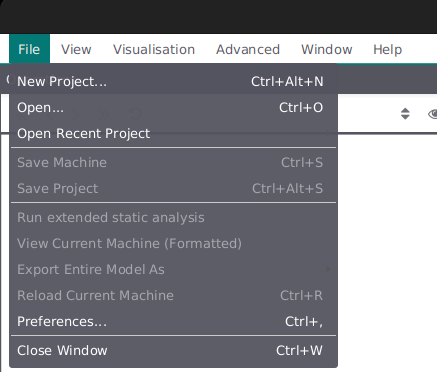 File View Visualisation Advanced Window Help
New Project... Ctrl+Alt+N
Open... Ctrl+O
Open Recent Project
Save Machine Ctrl+S
Save Project Ctrl+Alt+S
Run extended static analysis
View Current Machine (Formatted)
Export Entire Model As
Reload Current Machine Ctrl+R
Preferences... Ctrl+,
Close Window Ctrl+W